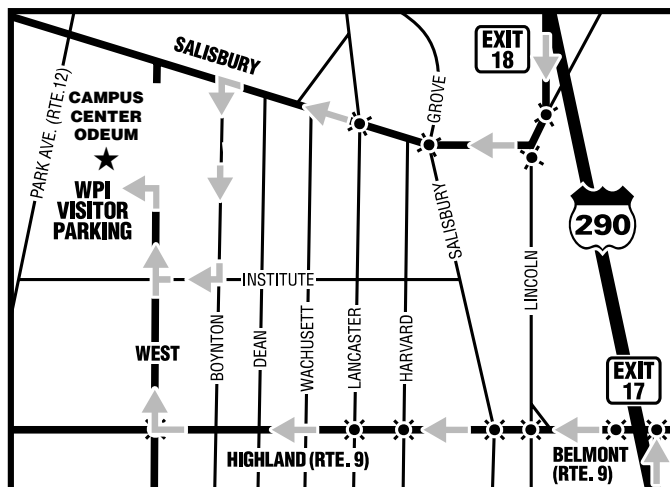 SALISBURY
EXIT
18
PARK AVE. (RTE.12)
CAMPUS
CENTER
ODEUM
GROVE
WPI
VISITOR
PARKING
SALISBURY
290
INSTITUTE
LINCOLN
WEST
BOYNTON
DEAN
WACHUSETT
LANCASTER
HARVARD
EXIT
17
HIGHLAND (RTE. 9)
BELMONT
(RTE. 9)